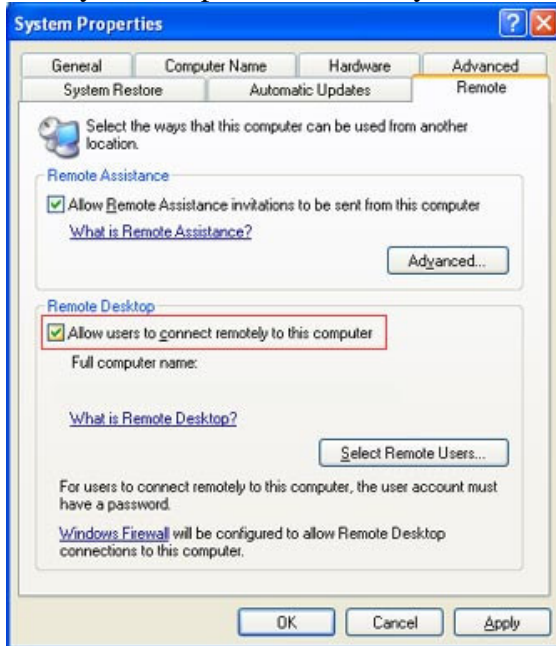 System Properties
General Computer Name Hardware Advanced
System Restore Automatic Updates Remote
Select the ways that this computer can be used from another
location.
Remote Assistance
Allow Remote Assistance invitations to be sent from this computer
What is Remote Assistance?
Advanced...
Remote Desktop
Allow users to connect remotely to this computer
Full computer name:
What is Remote Desktop?
Select Remote Users...
For users to connect remotely to this computer, the user account must
have a password.
Windows Firewall will be configured to allow Remote Desktop
connections to this computer.
OK Cancel Apply